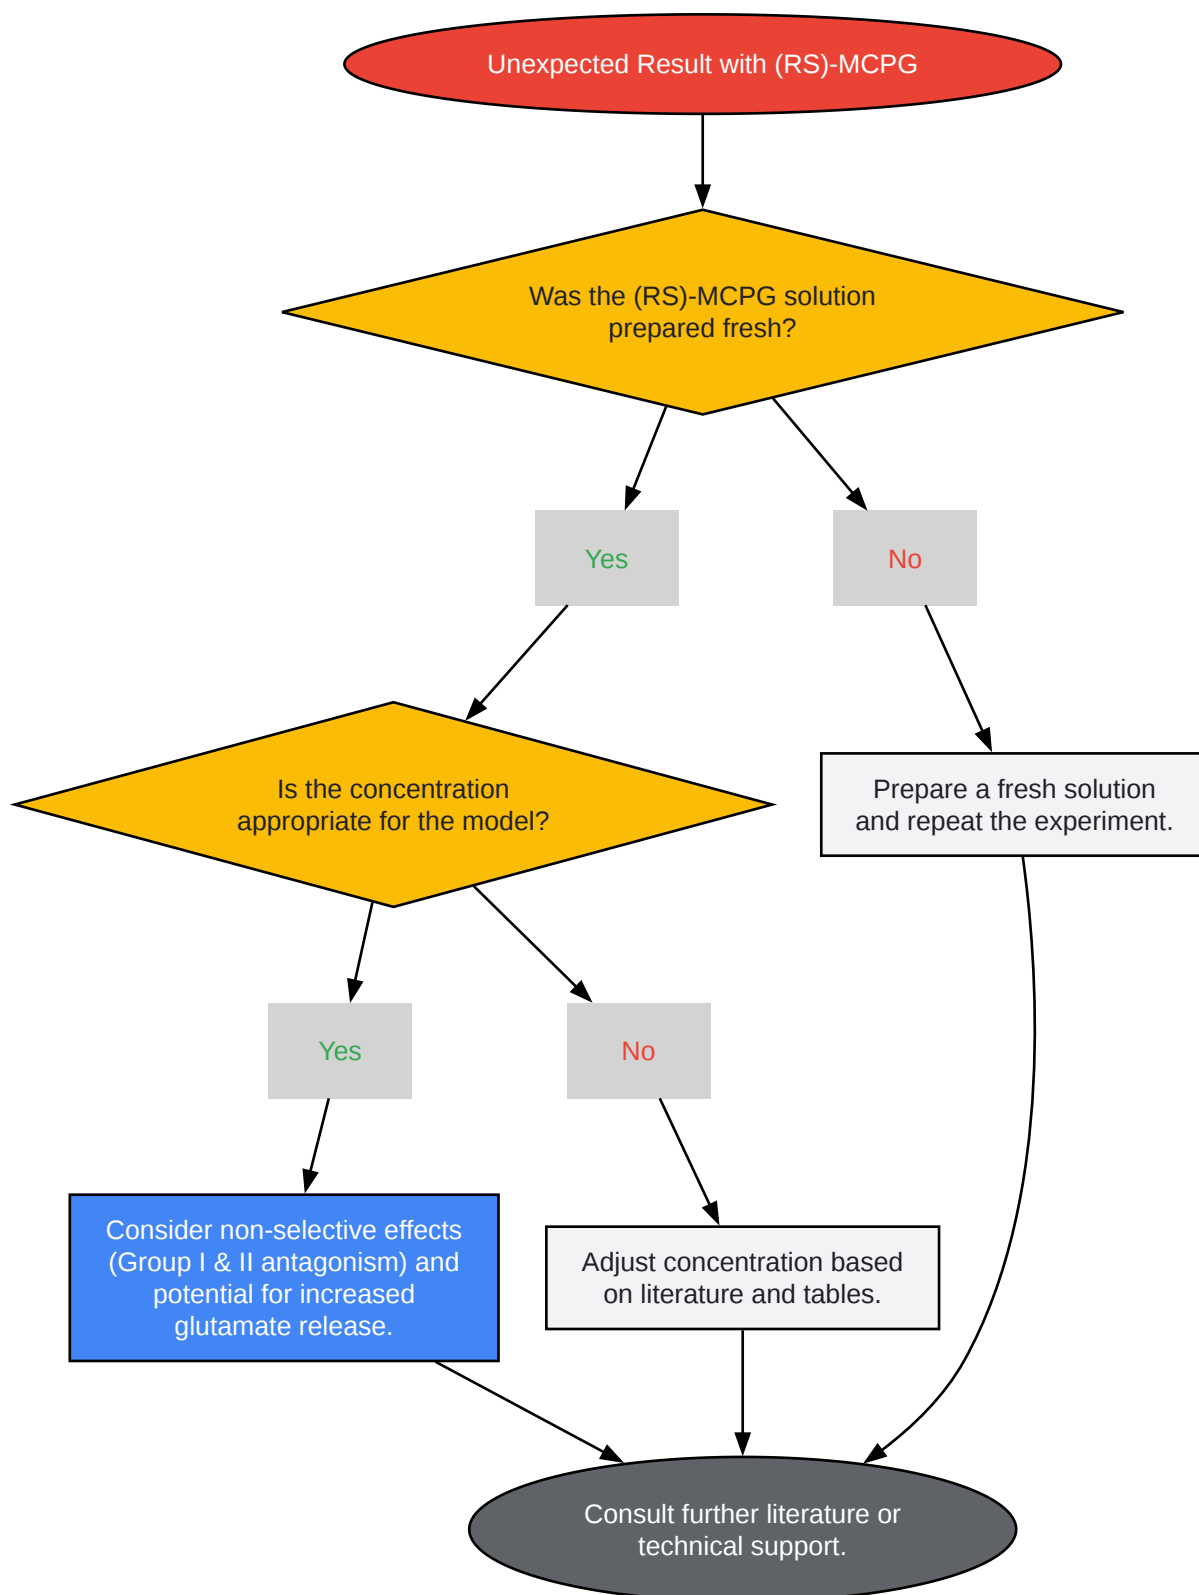 Unexpected Result with (RS)-MCPG
Was the (RS)-MCPG solution
prepared fresh?
Yes
No
Is the concentration
appropriate for the model?
Prepare a fresh solution
and repeat the experiment.
Yes
No
Consider non-selective effects
(Group I & II antagonism) and
potential for increased
glutamate release.
Adjust concentration based
on literature and tables.
Consult further literature or
technical support.